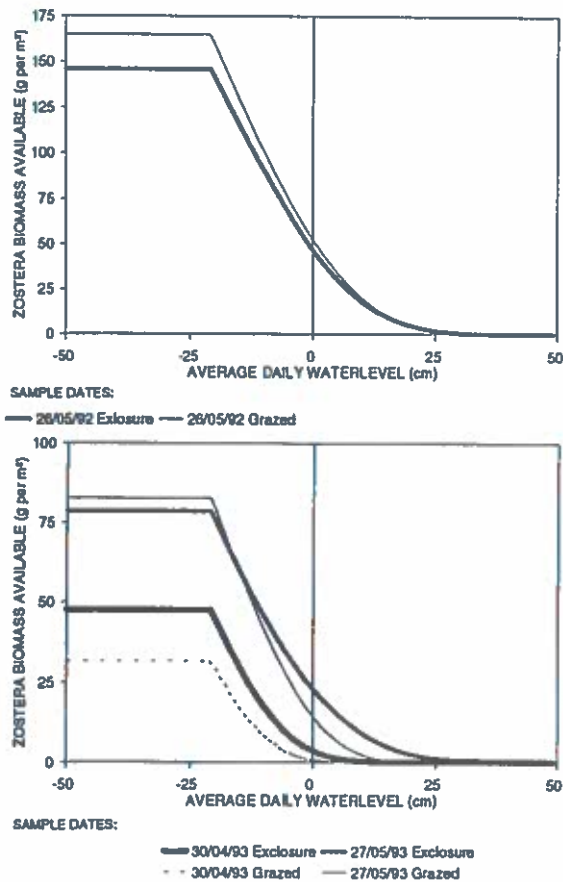 175
150
125
100
75
50
25
0
ZOSTERA BIOMASS AVAILABLE (g per m²)
-50 -25 0 25 50
AVERAGE DAILY WATERLEVEL (cm)
SAMPLE DATES:
26/05/92 Exlosure 26/05/92 Grazed
100
75
50
25
0
ZOSTERA BIOMASS AVAILABLE (g per m²)
-50 -25 0 25 50
AVERAGE DAILY WATERLEVEL (cm)
SAMPLE DATES:
30/04/93 Exclosure 27/05/93 Exclosure
30/04/93 Grazed 27/05/93 Grazed